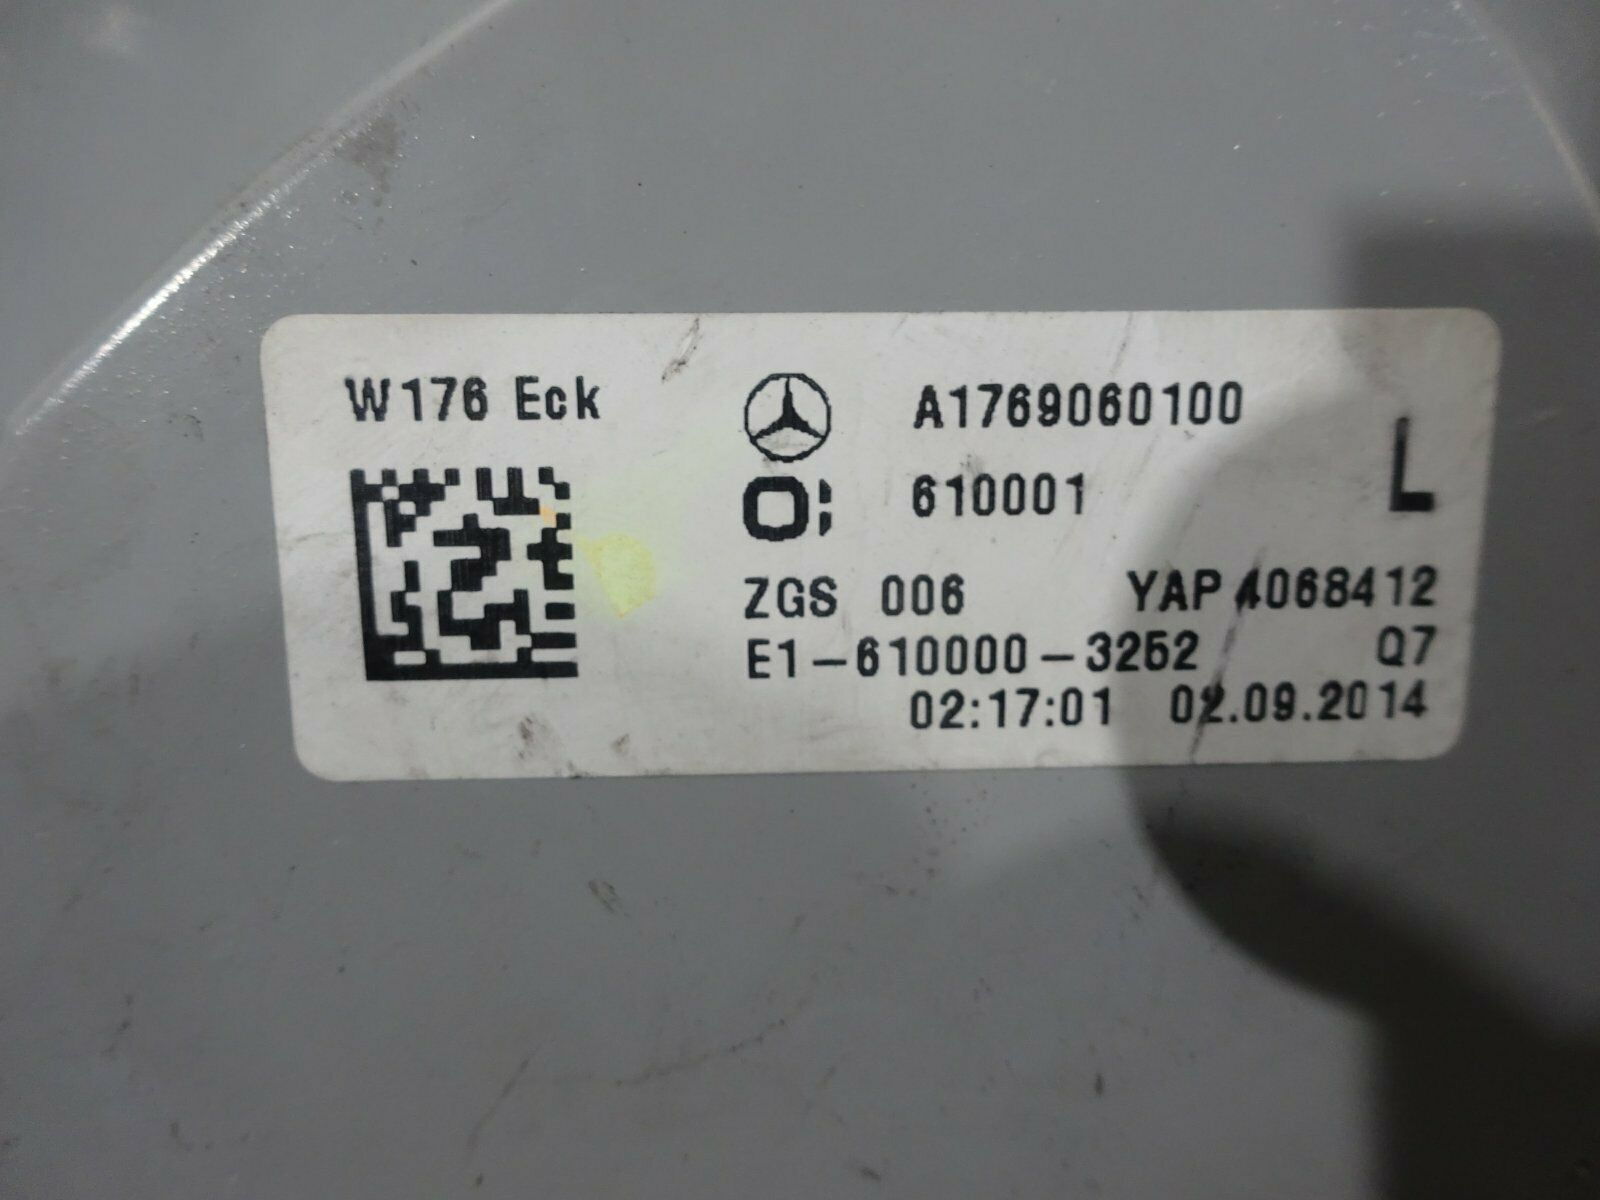 W176 Eck
A1769060100
610001
L
ZGS 006 YAP 4068412
E1-610000-3252 Q7
02:17:01 02.09.2014